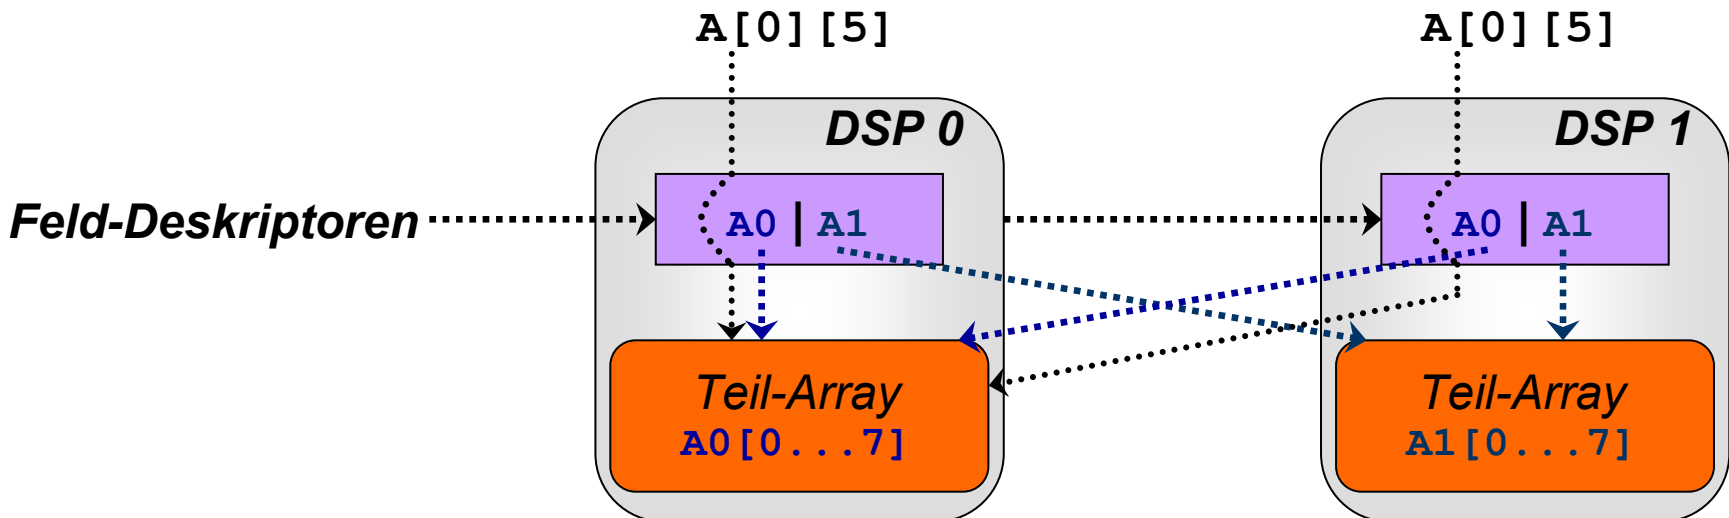 A[0][5]
A[0][5]
DSP 0
DSP 1
Feld-Deskriptoren
A0|A1
A0|A1
Teil-Array
A0[0...7]
Teil-Array
A1[0...7]